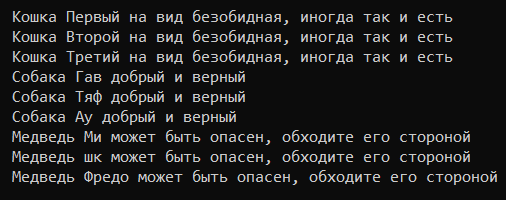 Кошка Первый на вид безобидная, иногда так и есть
Кошка Второй на вид безобидная, иногда так и есть
Кошка Третий на вид безобидная, иногда так и есть
Собака Гав добрый и верный
Собака Тяф добрый и верный
Собака Ау добрый и верный
Медведь Ми может быть опасен, обходите его стороной
Медведь шк может быть опасен, обходите его стороной
Медведь Фредо может быть опасен, обходите его стороной